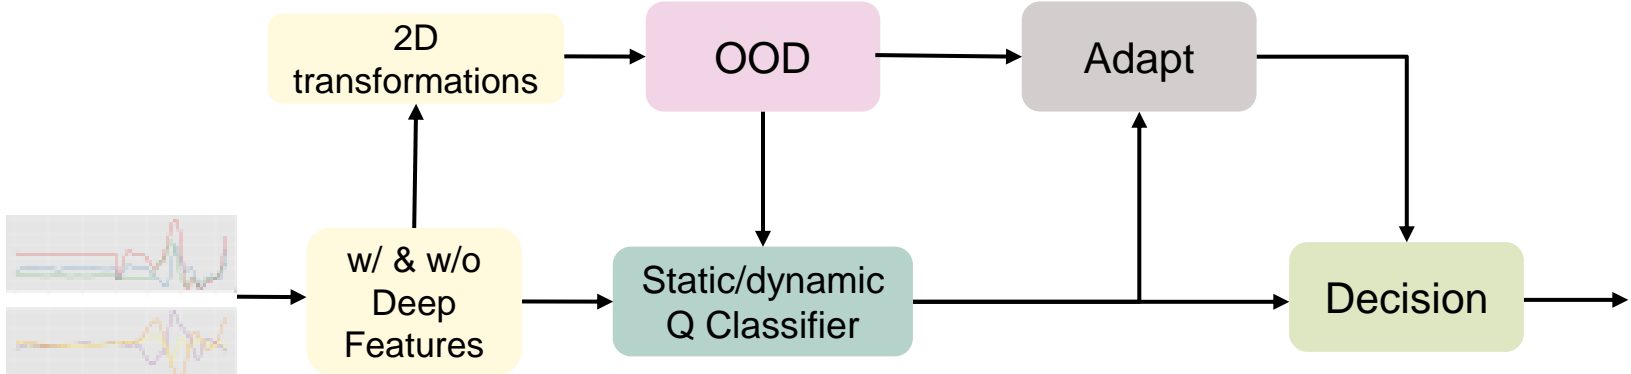 2D
transformations
OOD
Adapt
w/ & w/o
Deep
Features
Static/dynamic
Q Classifier
Decision